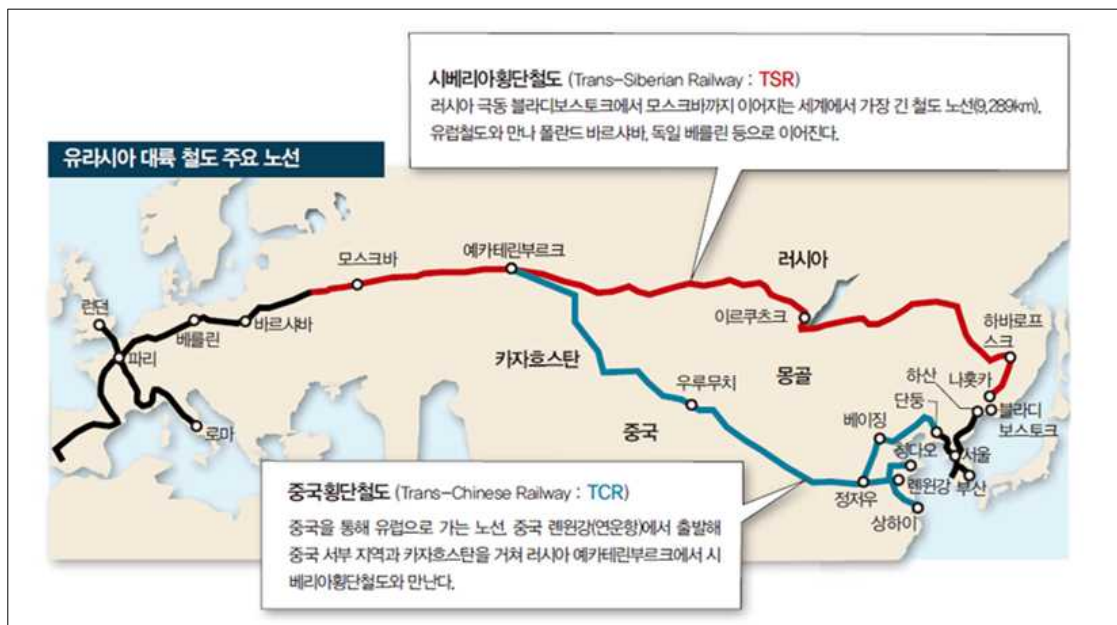 시베리아횡단철도 (Trans-Siberian Railway : TSR)
러시아 극동 블라디보스토크에서 모스크바까지 이어지는 세계에서 가장 긴 철도 노선(9,289km).
유럽철도와 만나 폴란드 바르샤바, 독일 베를린 등으로 이어진다.
유라시아 대륙 철도 주요 노선
모스크바
예카테린부르크
러시아
런던
베를린
바르샤바
이르쿠츠크
하바로프
스크
파리
카자흐스탄
몽골
하산
나홋카
우루무치
단둥
블라디
보스토크
로마
중국
베이징
칭다오
서울
롄윈강
부산
정저우
상하이
중국횡단철도 (Trans-Chinese Railway : TCR)
중국을 통해 유럽으로 가는 노선. 중국 롄윈강(연운항)에서 출발해
중국 서부 지역과 카자흐스탄을 거쳐 러시아 예카테린부르크에서 시
베리아횡단철도와 만난다.